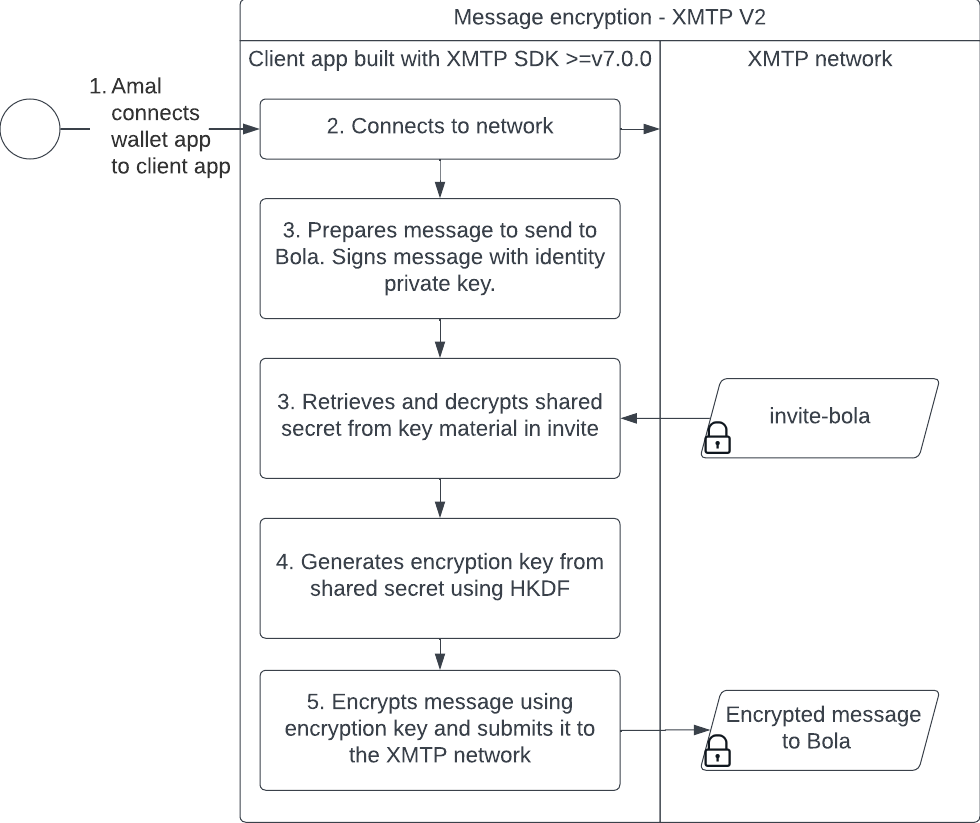 Message encryption - XMTP V2
Client app built with XMTP SDK >=v7.0.0
XMTP network
1. Amal
connects
wallet app
to client app
2. Connects to network
3. Prepares message to send to
Bola. Signs message with identity
private key.
3. Retrieves and decrypts shared
secret from key material in invite
invite-bola
4. Generates encryption key from
shared secret using HKDF
5. Encrypts message using
encryption key and submits it to
the XMTP network
Encrypted message
to Bola